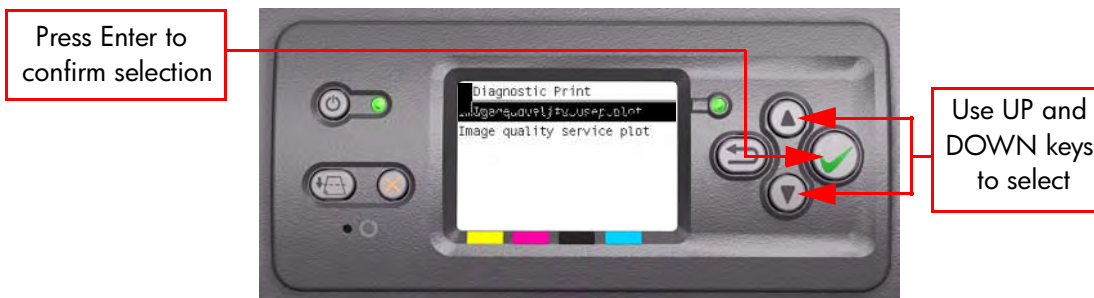 Press Enter to
confirm selection
Diagnostic Print
Image quality service plot
Use UP and
DOWN keys
to select